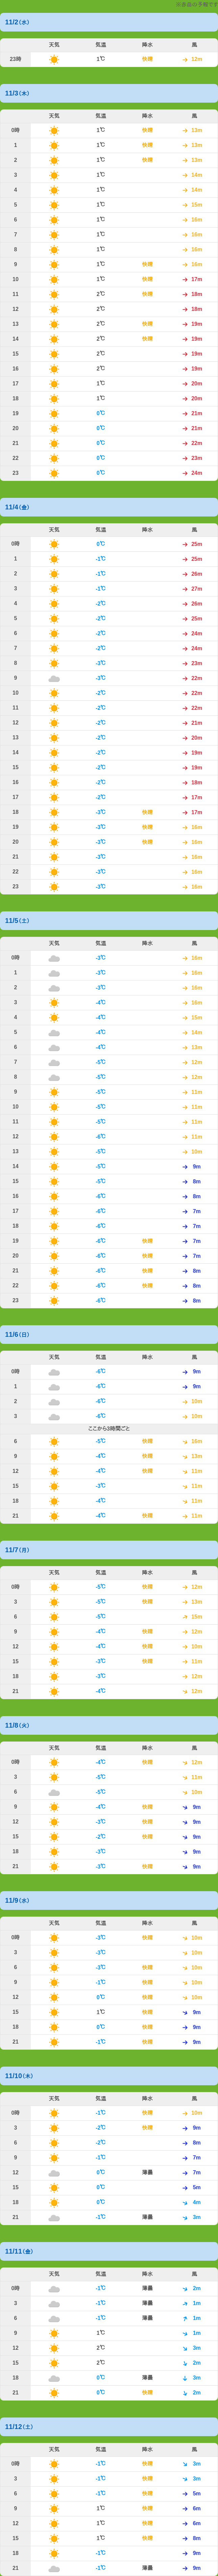 の予報です
11/2(水)
天気 気温 降水 風
23時 1℃ 快晴 12m
11/3(木)
天気 気温 降水 風
0時 1℃ 快晴 13m
1 1℃ 快晴 13m
2 1℃ 快晴 13m
3 1℃ 14m
4 1℃ 14m
5 1℃ 15m
6 1℃ 16m
7 1℃ 16m
8 1℃ 16m
9 1℃ 快晴 16m
10 1℃ 快晴 17m
11 2℃ 快晴 18m
12 2℃ 18m
13 2℃ 快晴 19m
14 2℃ 快晴 19m
15 2℃ 19m
16 2℃ 19m
17 1℃ 20m
18 1℃ 20m
19 0℃ 21m
20 0℃ 21m
21 0℃ 22m
22 0℃ 23m
23 0℃ 24m
11/4(金)
天気 気温 降水 風
0時 0℃ 25m
1 -1℃ 25m
2 -1℃ 26m
3 -1℃ 27m
4 -2℃ 26m
5 -2℃ 25m
6 -2℃ 24m
7 -2℃ 24m
8 -3℃ 23m
9 -3℃ 22m
10 -2℃ 22m
11 -2℃ 22m
12 -2℃ 21m
13 -2℃ 20m
14 -2℃ 19m
15 -2℃ 19m
16 -2℃ 18m
17 -2℃ 17m
18 -3℃ 快晴 17m
19 -3℃ 快晴 16m
20 -3℃ 快晴 16m
21 -3℃ 16m
22 -3℃ 16m
23 -3℃ 16m
11/5(土)
天気 気温 降水 風
0時 -3℃ 16m
1 -3℃ 16m
2 -3℃ 16m
3 -4℃ 16m
4 -4℃ 15m
5 -4℃ 14m
6 -4℃ 13m
7 -5℃ 12m
8 -5℃ 12m
9 -5℃ 11m
10 -5℃ 11m
11 -5℃ 11m
12 -6℃ 11m
13 -5℃ 10m
14 -5℃ 9m
15 -5℃ 8m
16 -6℃ 8m
17 -6℃ 7m
18 -6℃ 7m
19 -6℃ 快晴 7m
20 -6℃ 快晴 7m
21 -6℃ 快晴 8m
22 -6℃ 快晴 8m
23 -6℃ 8m
11/6(日)
天気 気温 降水 風
0時 -6℃ 9m
1 -6℃ 9m
2 -6℃ 10m
3 -6℃ 10m
ここから3時間ごと
6 -5℃ 快晴 16m
9 -4℃ 快晴 13m
12 -4℃ 快晴 11m
15 -3℃ 11m
18 -4℃ 11m
21 -4℃ 快晴 11m
11/7(月)
天気 気温 降水 風
0時 -5℃ 快晴 12m
3 -5℃ 快晴 13m
6 -5℃ 15m
9 -4℃ 快晴 12m
12 -4℃ 10m
15 -3℃ 快晴 11m
18 -3℃ 12m
21 -4℃ 12m
11/8(火)
天気 気温 降水 風
0時 -4℃ 快晴 12m
3 -5℃ 11m
6 -5℃ 10m
9 -4℃ 快晴 9m
12 -3℃ 快晴 9m
15 -2℃ 快晴 9m
18 -3℃ 9m
21 -3℃ 快晴 9m
11/9(水)
天気 気温 降水 風
0時 -3℃ 快晴 10m
3 -3℃ 10m
6 -3℃ 快晴 10m
9 -1℃ 快晴 10m
12 0℃ 快晴 10m
15 1℃ 快晴 9m
18 0℃ 快晴 9m
21 -1℃ 快晴 9m
11/10(木)
天気 気温 降水 風
0時 -1℃ 快晴 10m
3 -2℃ 快晴 9m
6 -2℃ 8m
9 -1℃ 7m
12 0℃ 薄曇 7m
15 0℃ 5m
18 0℃ 4m
21 -1℃ 薄曇 3m
11/11(金)
天気 気温 降水 風
0時 -1℃ 薄曇 2m
3 -1℃ 薄曇 1m
6 -1℃ 薄曇 1m
9 1℃ 1m
12 2℃ 3m
15 2℃ 2m
18 0℃ 薄曇 3m
21 0℃ 快晴 2m
11/12(土)
天気 気温 降水 風
0時 -1℃ 快晴 3m
3 -1℃ 快晴 3m
6 -1℃ 快晴 5m
9 1℃ 快晴 6m
12 1℃ 快晴 6m
15 1℃ 快晴 8m
18 -1℃ 9m
21 -1℃ 薄曇 9m